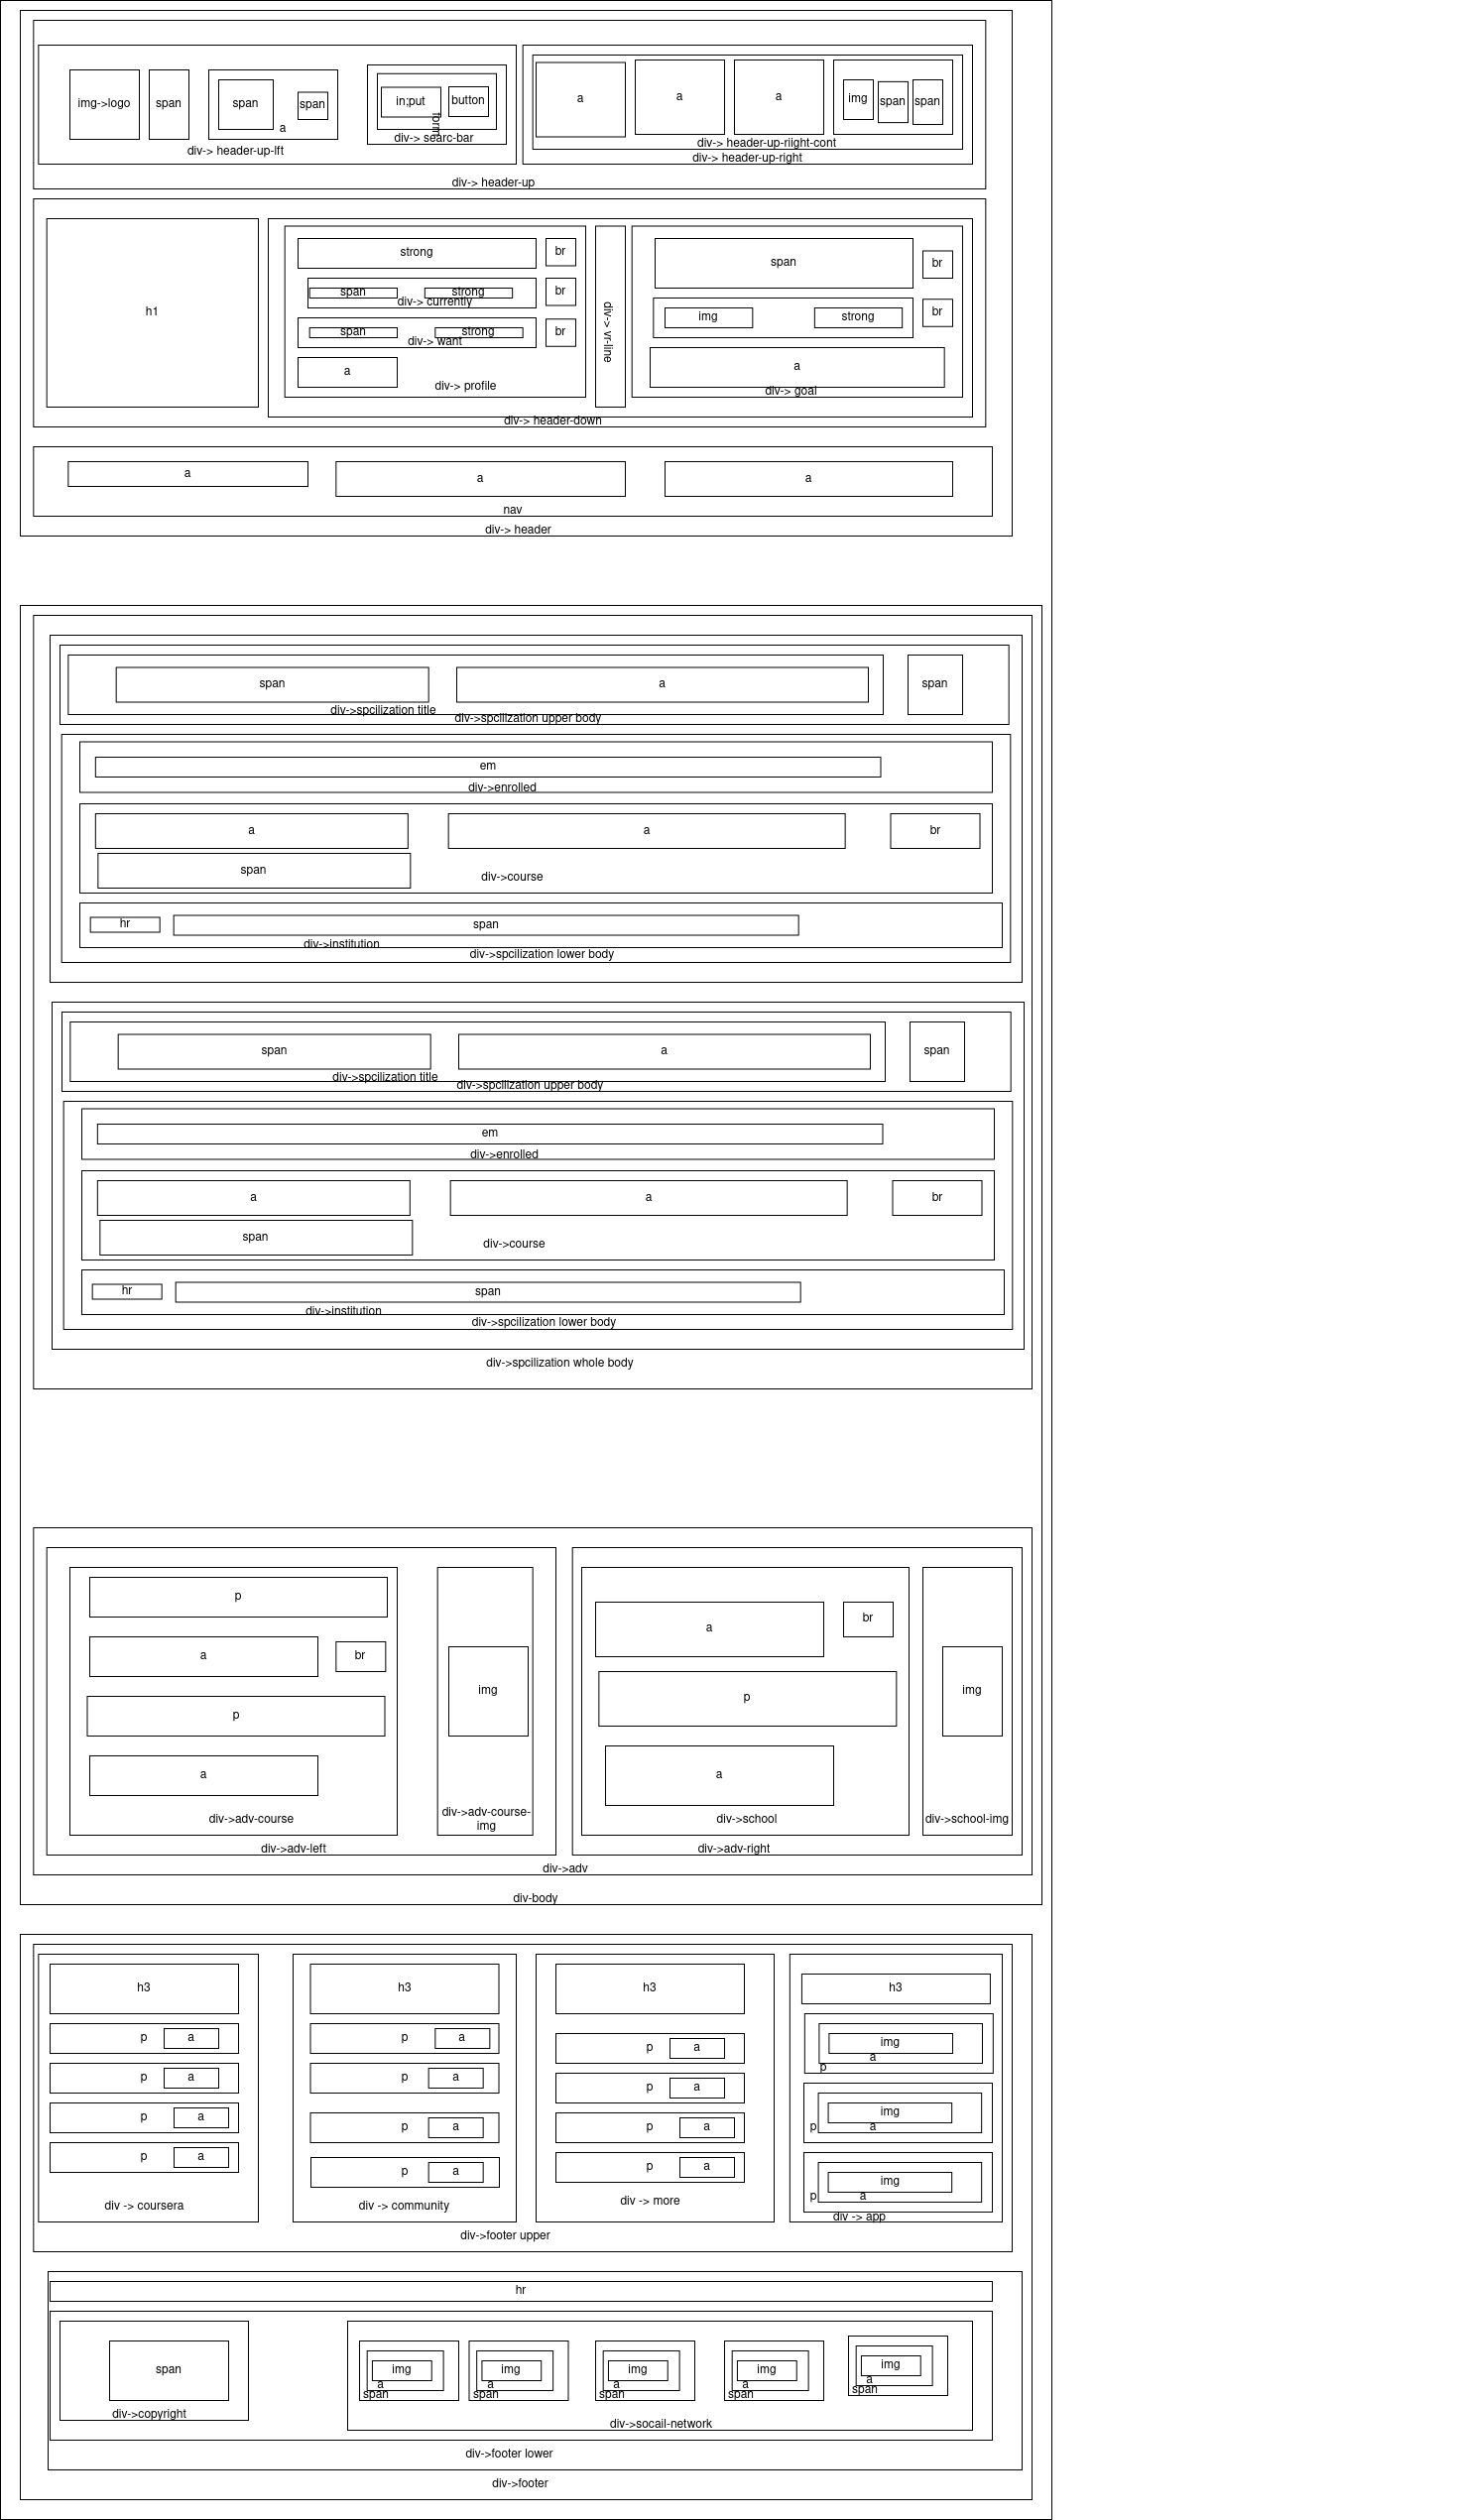 img->logo
span
span
span
a
div-> header-up-lft
in;put
button
form
div-> searc-bar
a
a
a
img
span
span
div-> header-up-riight-cont
div-> header-up-right
div-> header-up
h1
strong
br
span
strong
div-> currently
br
span
strong
div-> want
br
a
div-> profile
div-> vr-line
span
br
img
strong
br
a
div-> goal
div-> header-down
a
a
a
nav
div-> header
span
a
span
div->spcilization title
div->spcilization upper body
em
div->enrolled
a
a
br
span
div->course
hr
span
div->institution
div->spcilization lower body
span
a
span
div->spcilization title
div->spcilization upper body
em
div->enrolled
a
a
br
span
div->course
hr
span
div->institution
div->spcilization lower body
div->spcilization whole body
p
a
br
p
a
div->adv-course
img
div->adv-course-
img
div->adv-left
a
br
p
a
div->school
img
div->school-img
div->adv-right
div->adv
div-body
h3
p
a
p
a
p
a
p
a
div -> coursera
h3
p
a
p
a
p
a
p
a
div -> community
h3
p
a
p
a
p
a
p
a
div -> more
h3
img
a
p
img
a
p
img
a
p
div -> app
div->footer upper
hr
span
div->copyright
img
a
span
img
a
span
img
a
span
img
a
span
img
a
span
div->socail-network
div->footer lower
div->footer